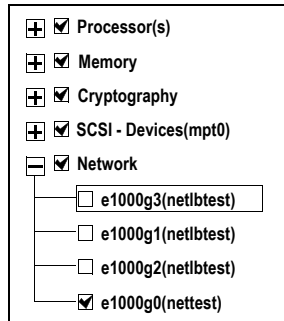 Processor(s)
Memory
Cryptography
SCSI - Devices(mpt0)
Network
e1000g3(netlbtest)
e1000g1(netlbtest)
e1000g2(netlbtest)
e1000g0(nettest)